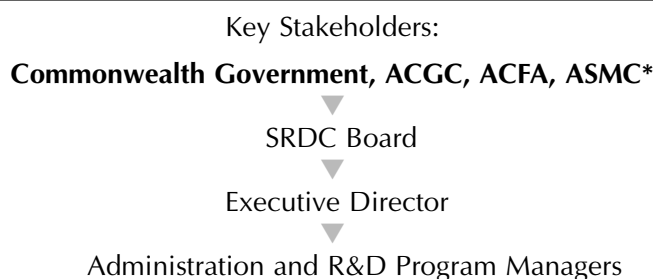 Key Stakeholders:
Commonwealth Government, ACGC, ACFA, ASMC*
SRDC Board
Executive Director
Administration and R&D Program Managers